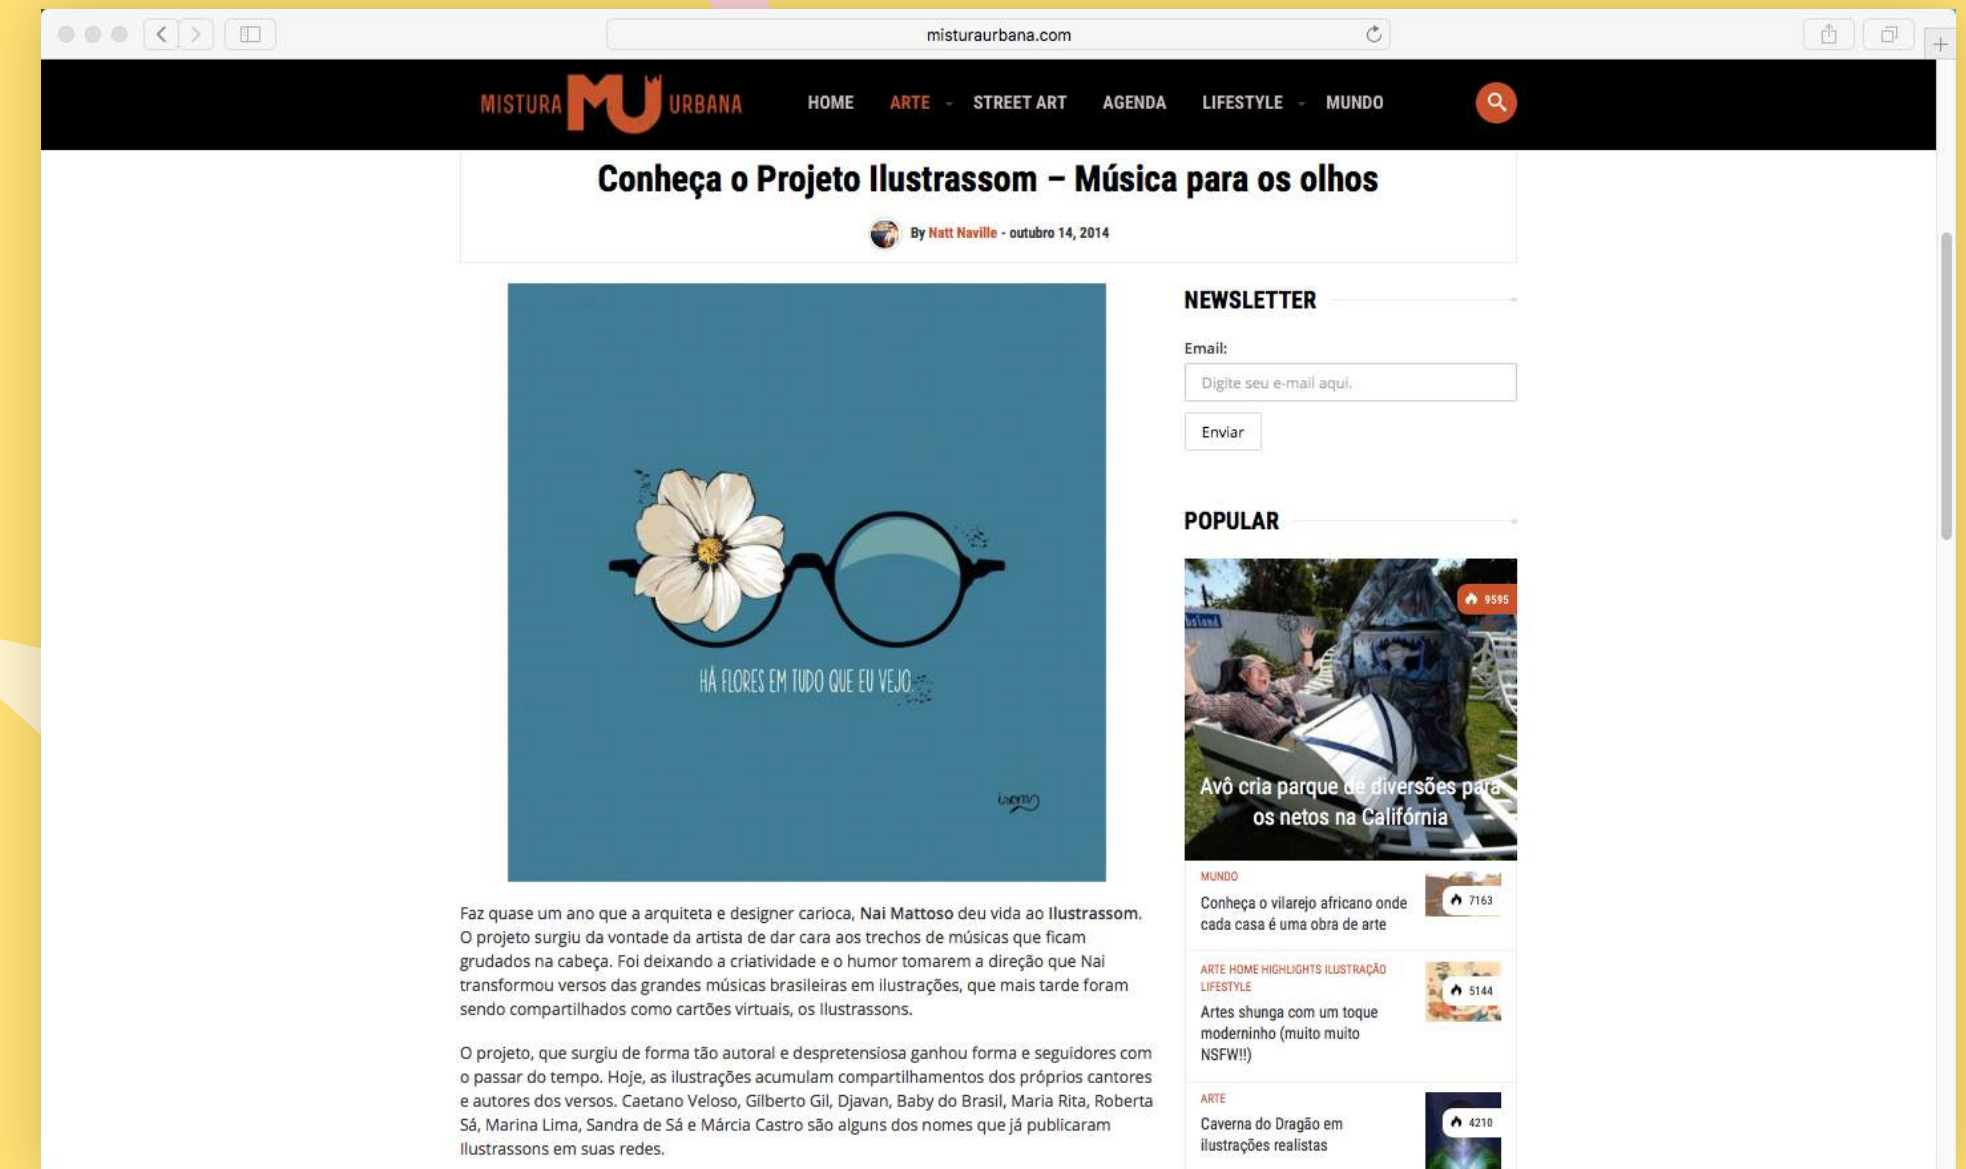 misturaurbana.com
MISTURA MU URBANA
HOME
ARTE
STREET ART
AGENDA
LIFESTYLE
MUNDO
Conheça o Projeto Ilustrassom – Música para os olhos
By Natt Naville - outubro 14, 2014
HÁ FLORES EM TUDO QUE EU VEJO.
Faz quase um ano que a arquiteta e designer carioca, Nai Mattoso deu vida ao Ilustrassom.
O projeto surgiu da vontade da artista de dar cara aos trechos de músicas que ficam
grudados na cabeça. Foi deixando a criatividade e o humor tomarem a direção que Nai
transformou versos das grandes músicas brasileiras em ilustrações, que mais tarde foram
sendo compartilhados como cartões virtuais, os Ilustrassons.
O projeto, que surgiu de forma tão autoral e despretensiosa ganhou forma e seguidores com
o passar do tempo. Hoje, as ilustrações acumulam compartilhamentos dos próprios cantores
e autores dos versos. Caetano Veloso, Gilberto Gil, Djavan, Baby do Brasil, Maria Rita, Roberta
Sá, Marina Lima, Sandra de Sá e Márcia Castro são alguns dos nomes que já publicaram
Ilustrassons em suas redes.
NEWSLETTER
Email:
Digite seu e-mail aqui.
Enviar
POPULAR
9595
Avô cria parque de diversões para
os netos na Califórnia
MUNDO
Conheça o vilarejo africano onde
cada casa é uma obra de arte
7163
ARTE HOME HIGHLIGHTS ILUSTRAÇÃO
LIFESTYLE
Artes shunga com um toque
moderninho (muito muito
NSFW!!)
5144
ARTE
Caverna do Dragão em
ilustrações realistas
4210